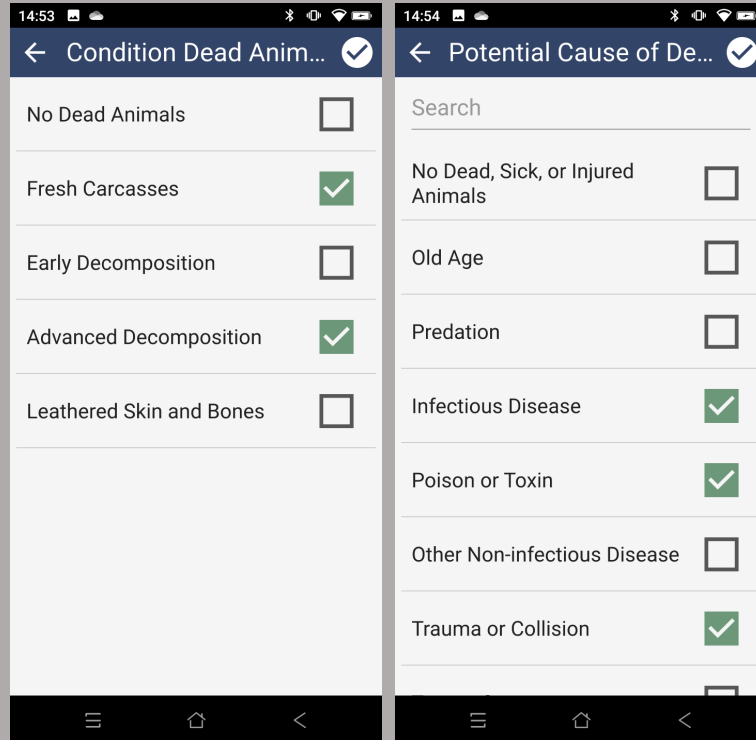 14:53
Condition Dead Anim...
No Dead Animals
Fresh Carcasses
Early Decomposition
Advanced Decomposition
Leathered Skin and Bones
14:54
Potential Cause of De...
Search
No Dead, Sick, or Injured
Animals
Old Age
Predation
Infectious Disease
Poison or Toxin
Other Non-infectious Disease
Trauma or Collision